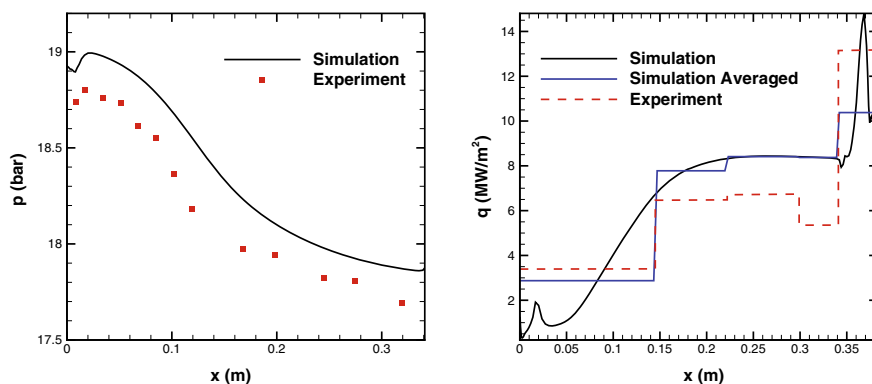 p (bar)
19
18.5
18
17.5
0
0.1
0.2
0.3
x (m)
Simulation
Experiment
q (MW/m²)
14
12
10
8
6
4
2
0
0.05
0.1
0.15
0.2
0.25
0.3
0.35
x (m)
Simulation
Simulation Averaged
Experiment